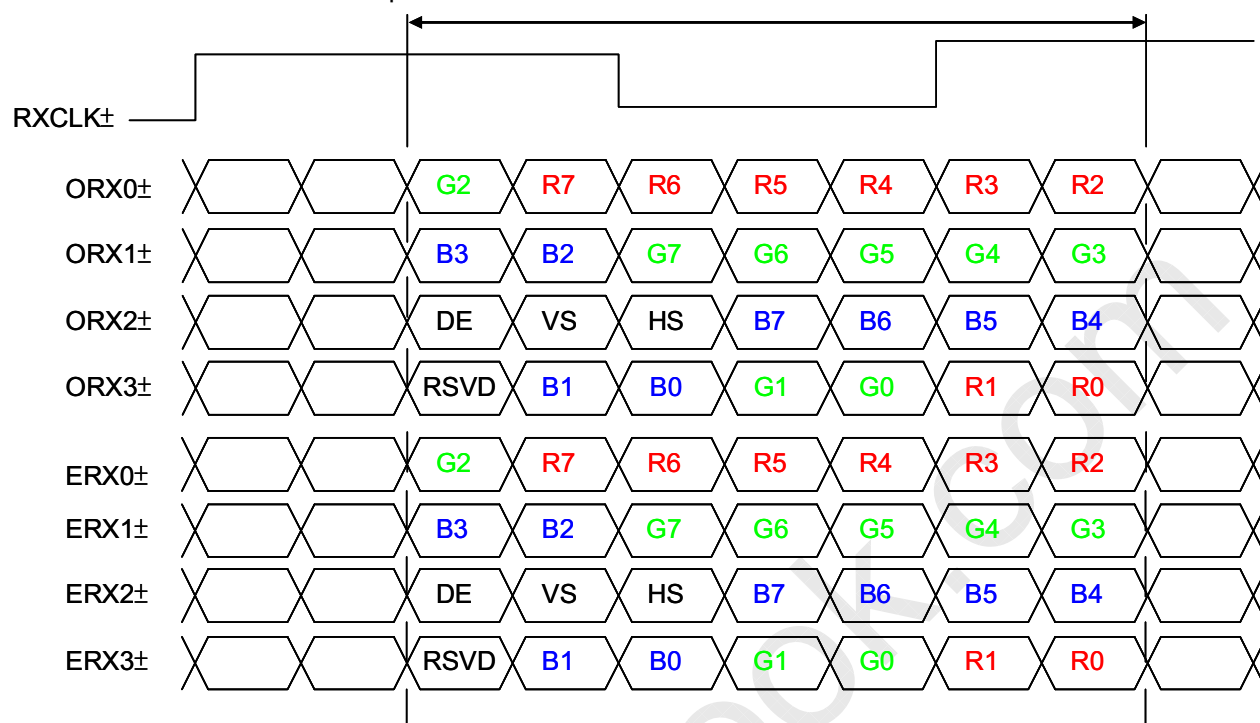 RXCLK±
ORX0± G2 R7 R6 R5 R4 R3 R2
ORX1± B3 B2 G7 G6 G5 G4 G3
ORX2± DE VS HS B7 B6 B5 B4
ORX3± RSVD B1 B0 G1 G0 R1 R0
ERX0± G2 R7 R6 R5 R4 R3 R2
ERX1± B3 B2 G7 G6 G5 G4 G3
ERX2± DE VS HS B7 B6 B5 B4
ERX3± RSVD B1 B0 G1 G0 R1 R0
ok.com